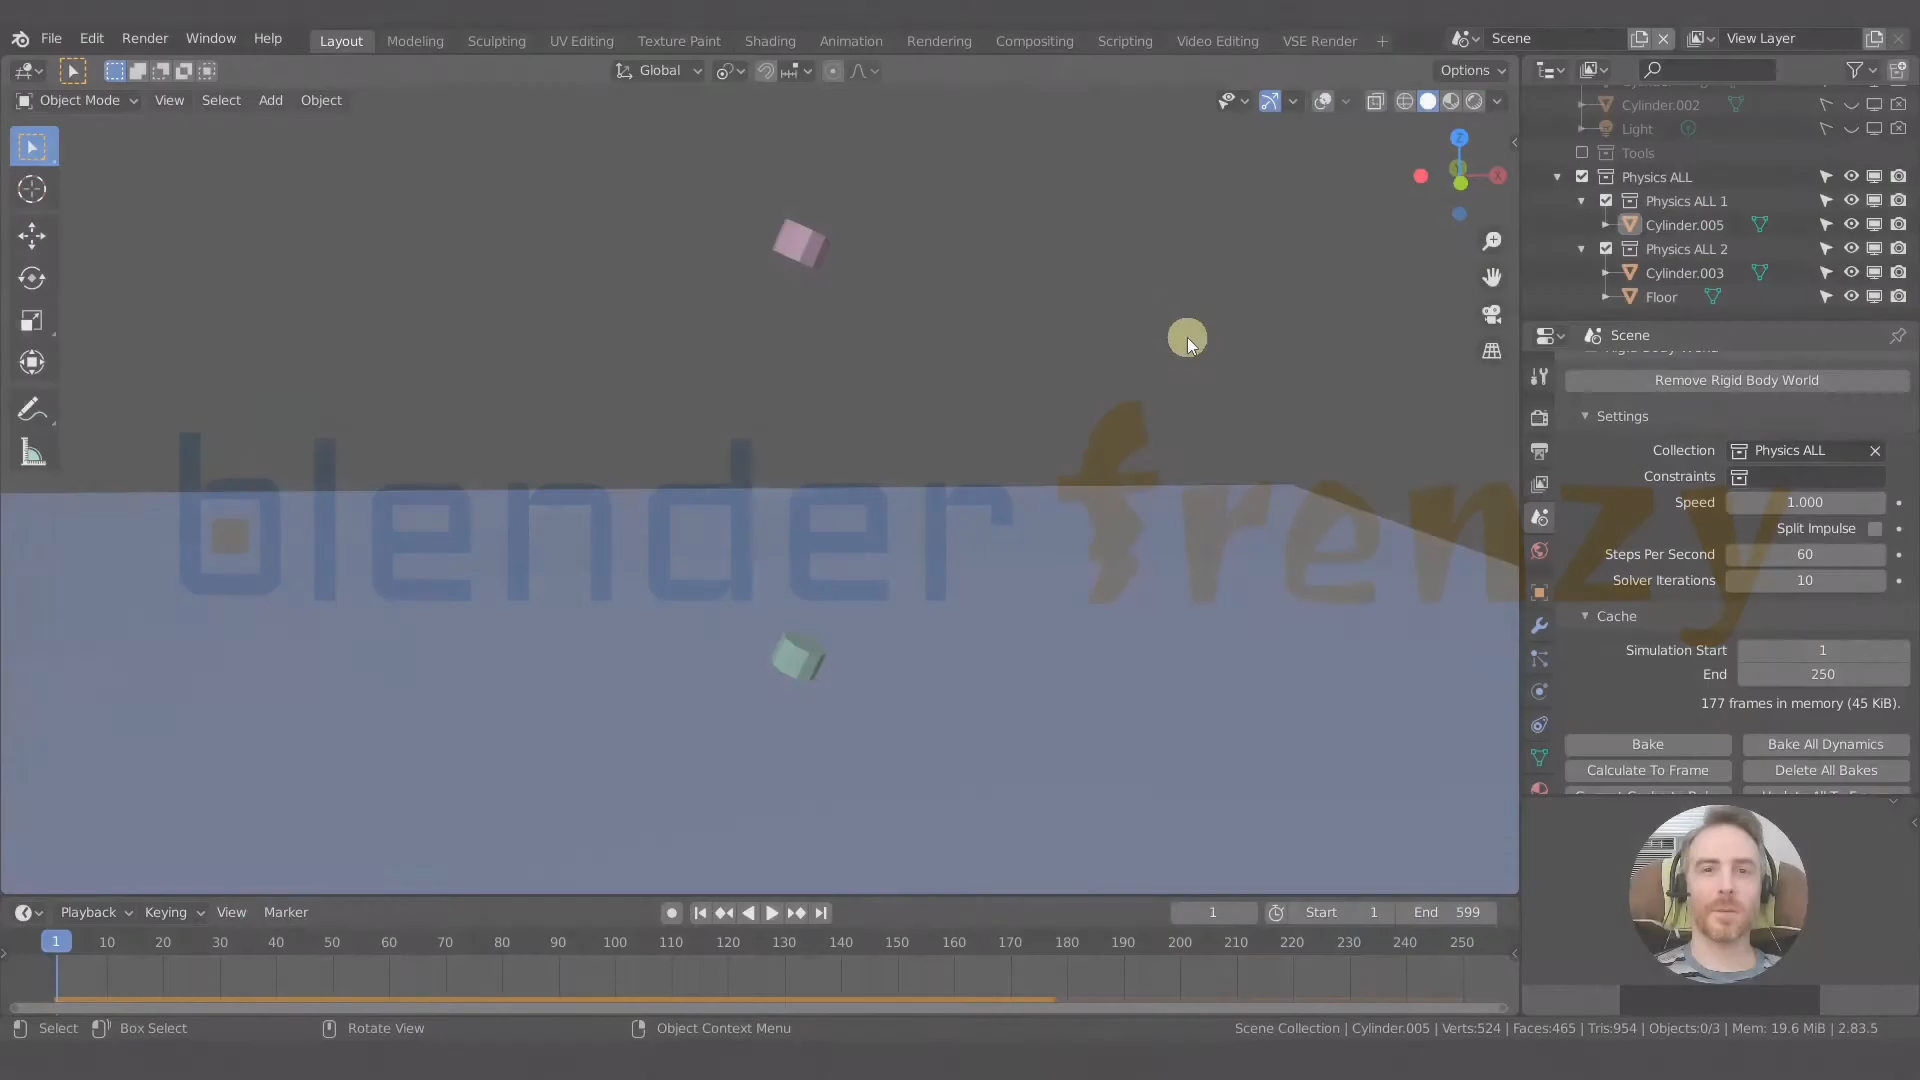 File Edit Render Window Help Layout Modeling Sculpting UV Editing Texture Paint Shading Animation Rendering Compositing Scripting Video Editing VSE Render + Scene View Layer
Global Options
Object Mode View Select Add Object
Cylinder.002
Light
Tools
Physics ALL
Physics ALL 1
Cylinder.005
Physics ALL 2
Cylinder.003
Floor
Z
X
Scene
Rigid Body World
Remove Rigid Body World
Settings
Collection Physics ALL
Constraints
Speed 1.000
Split Impulse
Steps Per Second 60
Solver Iterations 10
Cache
Simulation Start 1
End 250
177 frames in memory (45 KiB).
Bake Bake All Dynamics
Calculate To Frame Delete All Bakes
blender frenzy
Playback Keying View Marker 1 Start 1 End 599
1 10 20 30 40 50 60 70 80 90 100 110 120 130 140 150 160 170 180 190 200 210 220 230 240 250
Select Box Select Rotate View Object Context Menu Scene Collection | Cylinder.005 | Verts:524 | Faces:465 | Tris:954 | Objects:0/3 | Mem: 19.6 MiB | 2.83.5